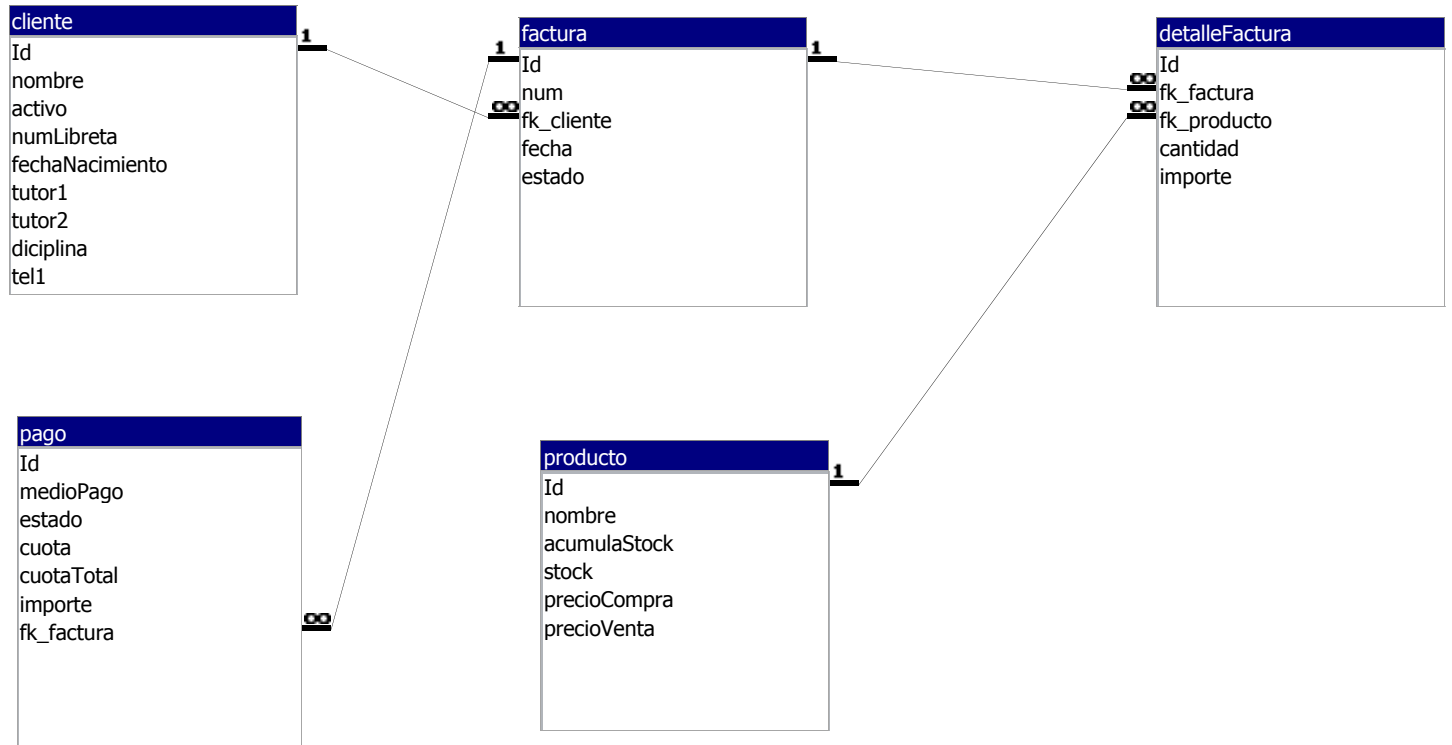 cliente
Id
nombre
activo
numLibreta
fechaNacimiento
tutor1
tutor2
diciplina
tel1
1
1
factura
Id
num
fk_cliente
fecha
estado
∞
1
detalleFactura
Id
fk_factura
fk_producto
cantidad
importe
∞
∞
pago
Id
medioPago
estado
cuota
cuotaTotal
importe
fk_factura
∞
producto
Id
nombre
acumulaStock
stock
precioCompra
precioVenta
1